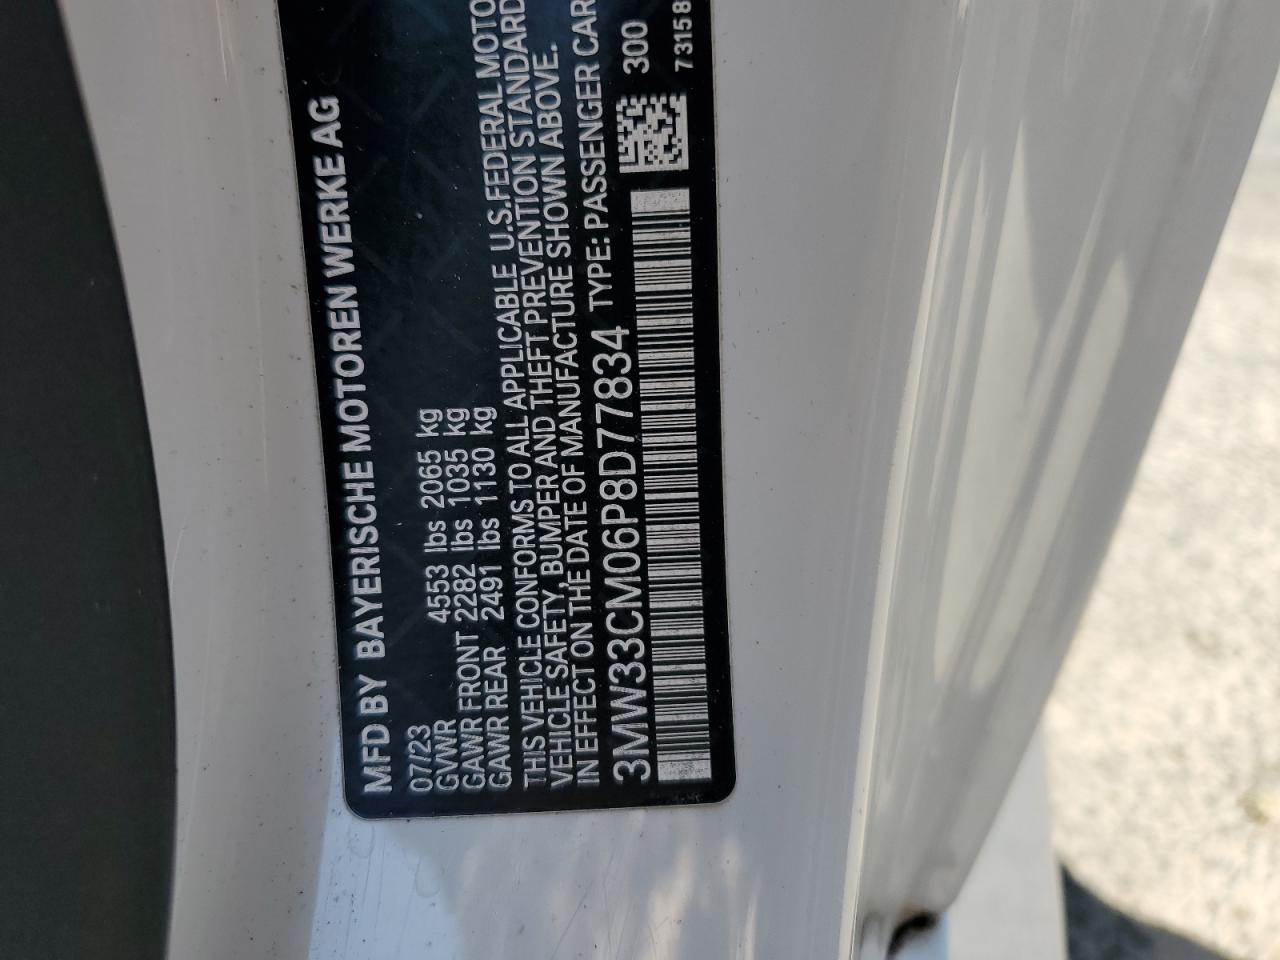 MFD BY BAYERISCHE MOTOREN WERKE AG
07/23
GVWR 4553 lbs 2065 kg
GAWR FRONT 2282 lbs 1035 kg
GAWR REAR 2491 lbs 1130 kg
THIS VEHICLE CONFORMS TO ALL APPLICABLE U.S.FEDERAL MOTO
VEHICLE SAFETY, BUMPER AND THEFT PREVENTION STANDARD
IN EFFECT ON THE DATE OF MANUFACTURE SHOWN ABOVE.
3MW33CM06P8D77834 TYPE: PASSENGER CAR
300
73158